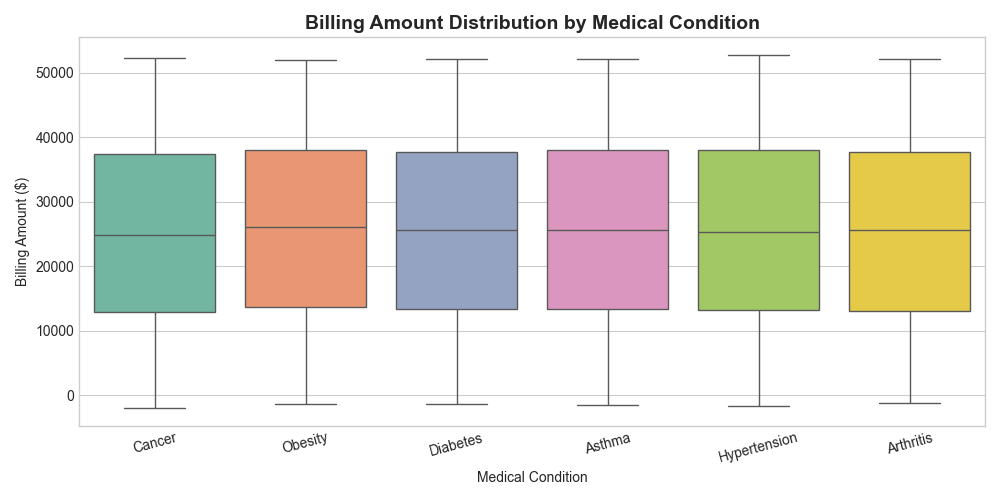 Billing Amount Distribution by Medical Condition
Billing Amount ($)
50000
40000
30000
20000
10000
0
Cancer Obesity Diabetes Asthma Hypertension Arthritis
Medical Condition